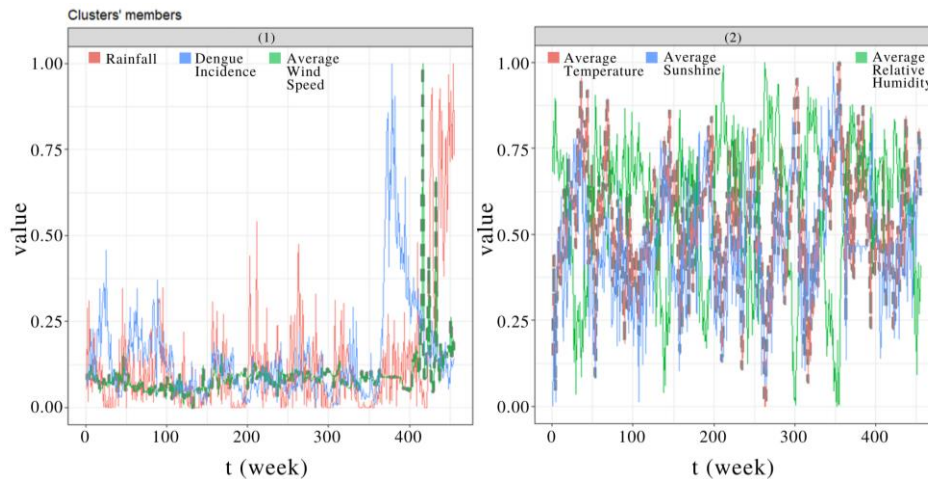 Clusters' members
(1)
Rainfall
Dengue
Incidence
Average
Wind
Speed
1.00
0.75
0.50
0.25
0.00
value
0
100
200
300
400
t (week)
(2)
Average
Temperature
Average
Sunshine
Average
Relative
Humidity
1.00
0.75
0.50
0.25
0.00
value
0
100
200
300
400
t (week)